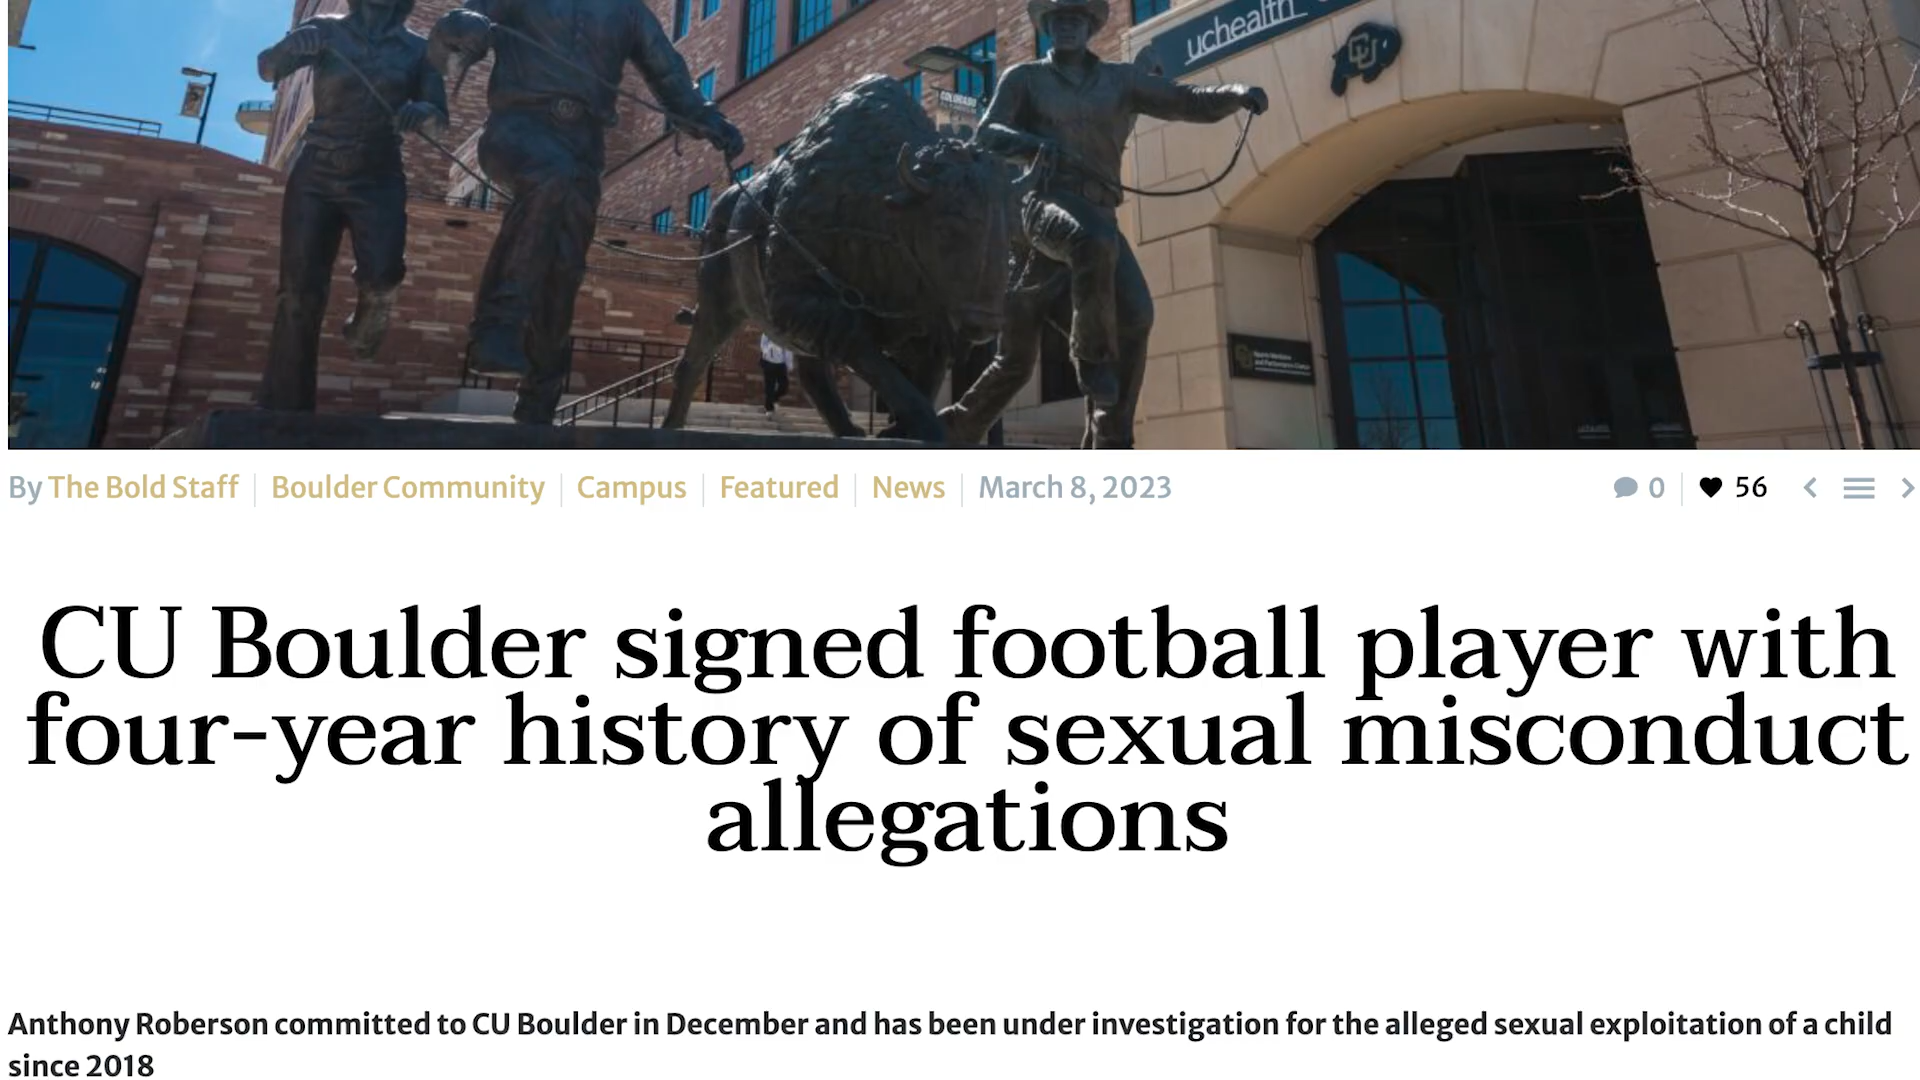 uchealth
CU
COLORADO
By The Bold Staff | Boulder Community | Campus | Featured | News | March 8, 2023 0 | 56
CU Boulder signed football player with
four-year history of sexual misconduct
allegations
Anthony Roberson committed to CU Boulder in December and has been under investigation for the alleged sexual exploitation of a child
since 2018